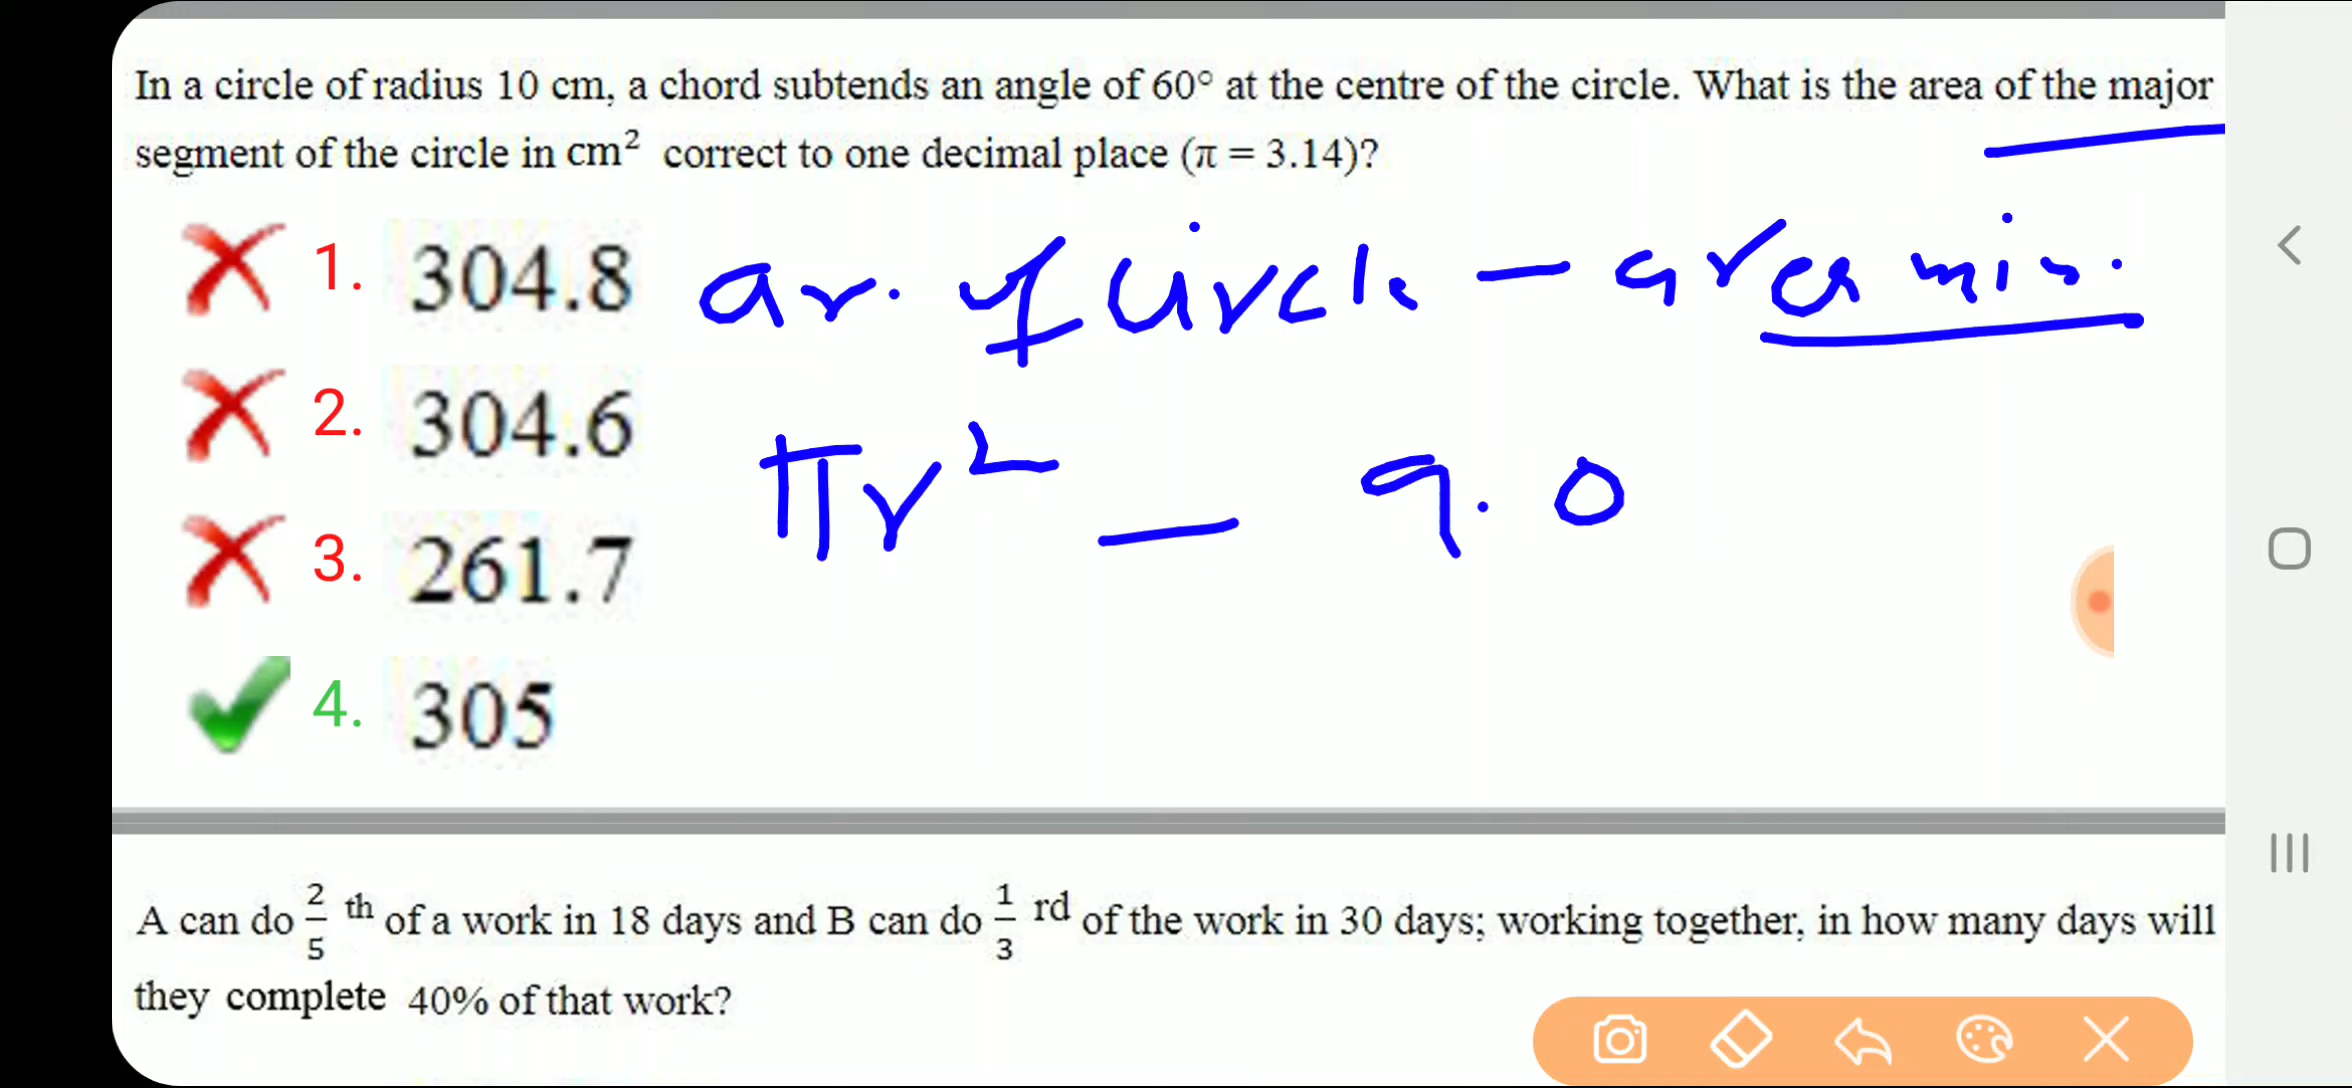 In a circle of radius 10 cm, a chord subtends an angle of 60° at the centre of the circle. What is the area of the major
segment of the circle in cm² correct to one decimal place (π = 3.14)?
1. 304.8
ar. of circle – area min.
2. 304.6
πr² – 9.0
3. 261.7
4. 305
A can do 2/5 th of a work in 18 days and B can do 1/3 rd of the work in 30 days; working together, in how many days will
they complete 40% of that work?